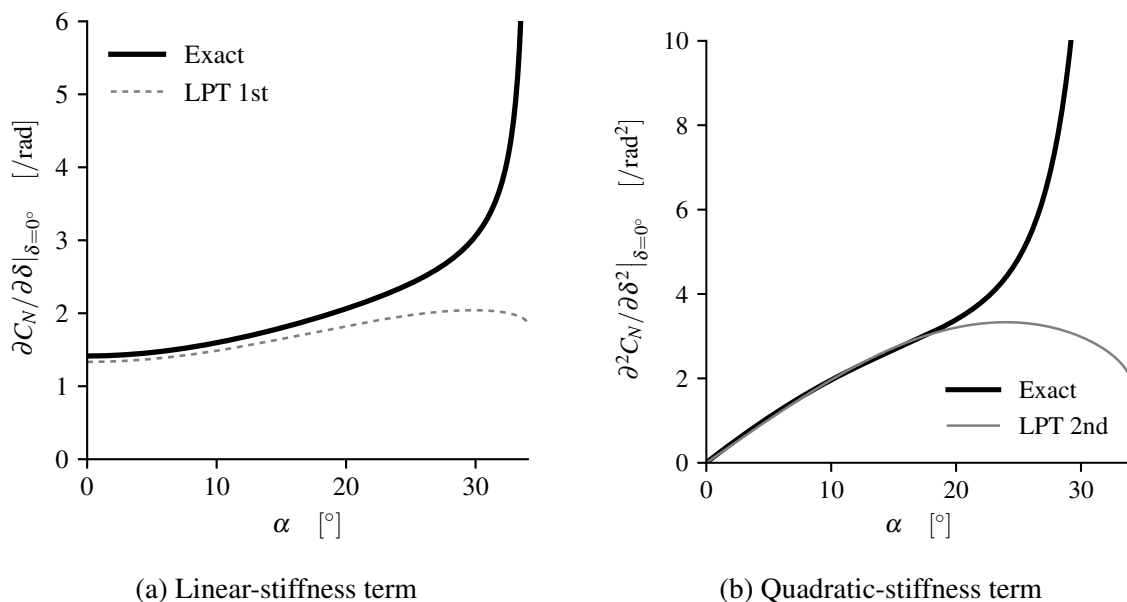 6
5
4
3
2
1
0
0 10 20 30
∂C_N/∂δ|_{δ=0°} [/rad]
α [°]
Exact
LPT 1st
(a) Linear-stiffness term
10
8
6
4
2
0
0 10 20 30
∂²C_N/∂δ²|_{δ=0°} [/rad²]
α [°]
Exact
LPT 2nd
(b) Quadratic-stiffness term